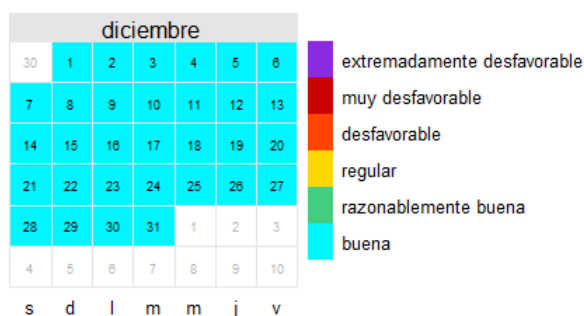 diciembre
30 1 2 3 4 5 6
7 8 9 10 11 12 13
14 15 16 17 18 19 20
21 22 23 24 25 26 27
28 29 30 31 1 2 3
4 5 6 7 8 9 10
s d l m m j v
extremadamente desfavorable
muy desfavorable
desfavorable
regular
razonablemente buena
buena